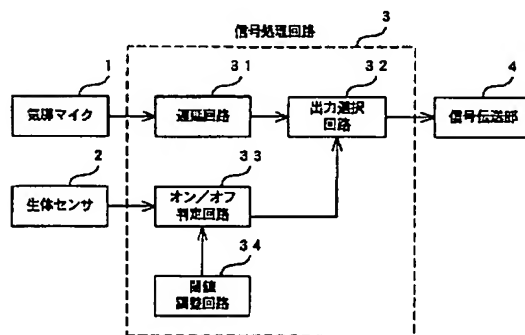 信号処理回路
3
1
気導マイク
31
遅延回路
32
出力選択
回路
4
信号伝送部
2
生体センサ
33
オン/オフ
判定回路
34
閾値
調整回路